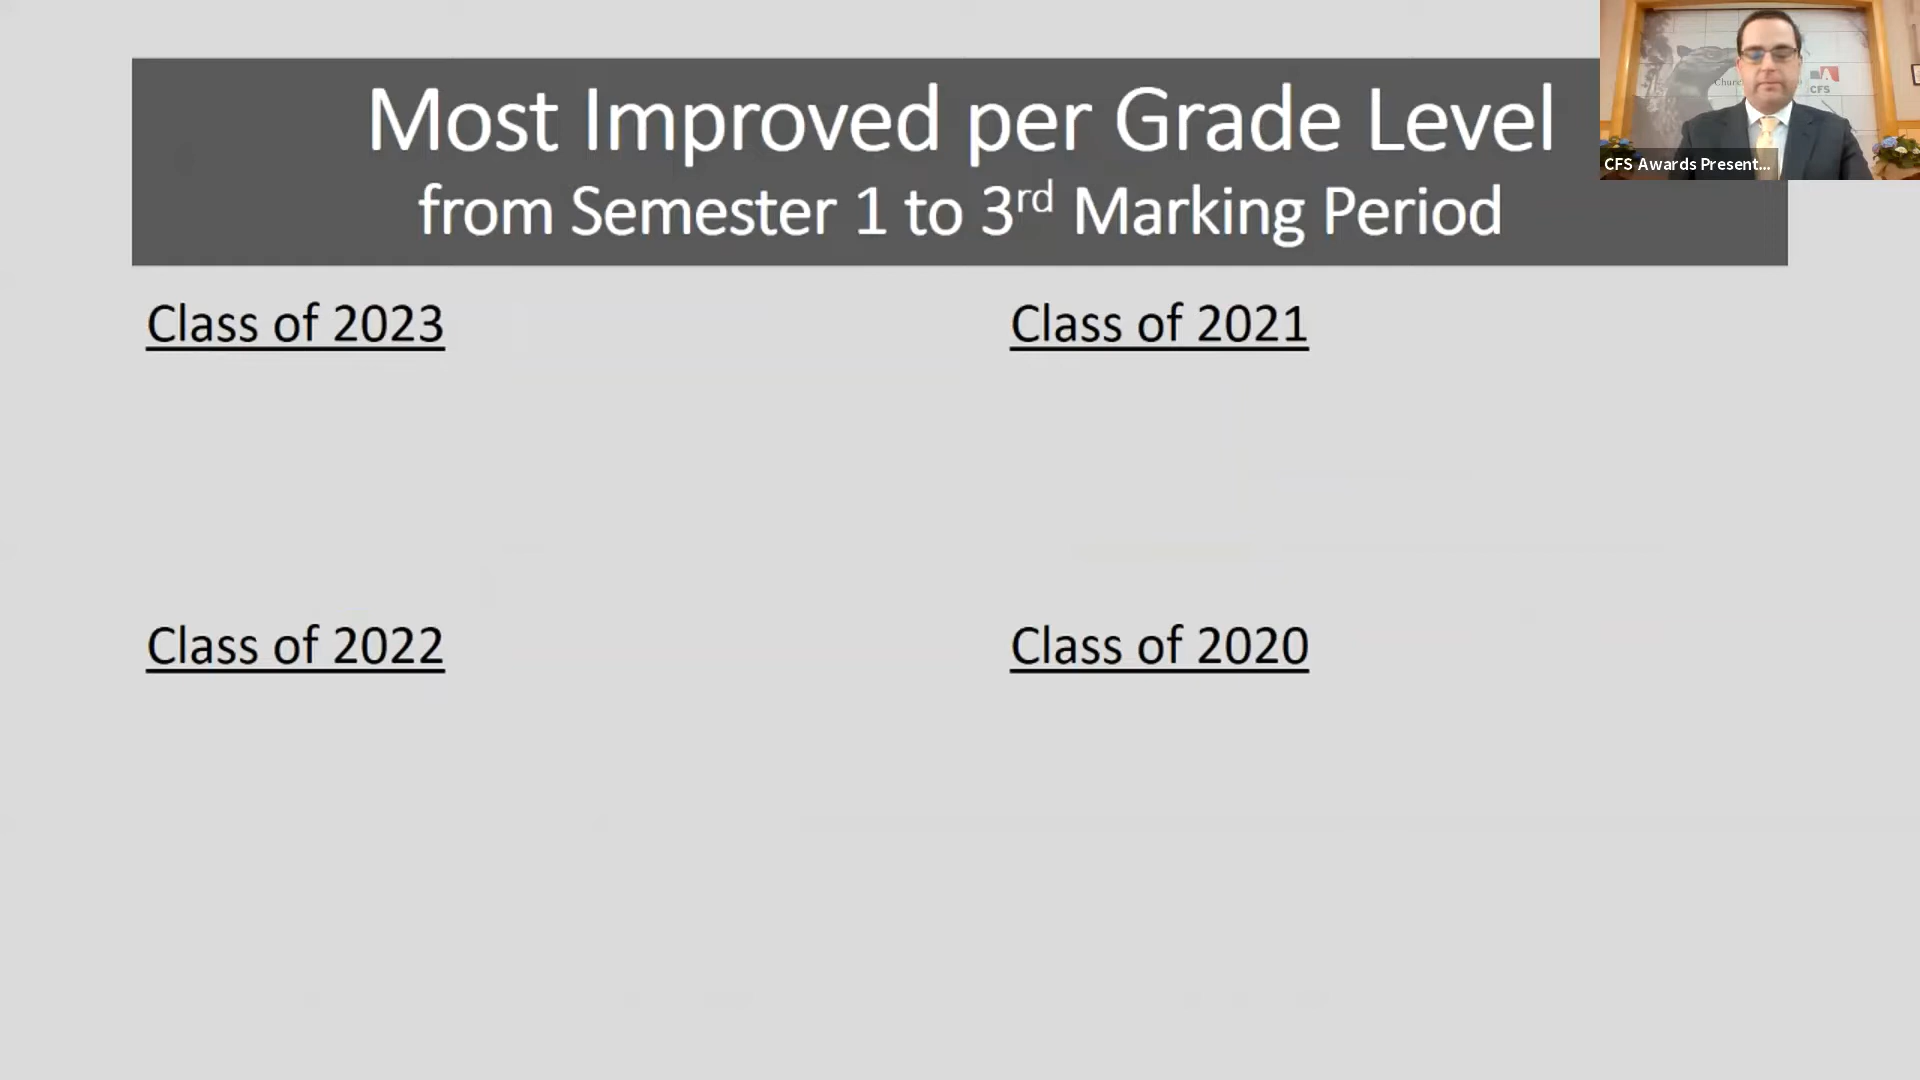 Most Improved per Grade Level
from Semester 1 to 3rd Marking Period
CFS
CFS Awards Present...
Class of 2023
Class of 2021
Class of 2022
Class of 2020